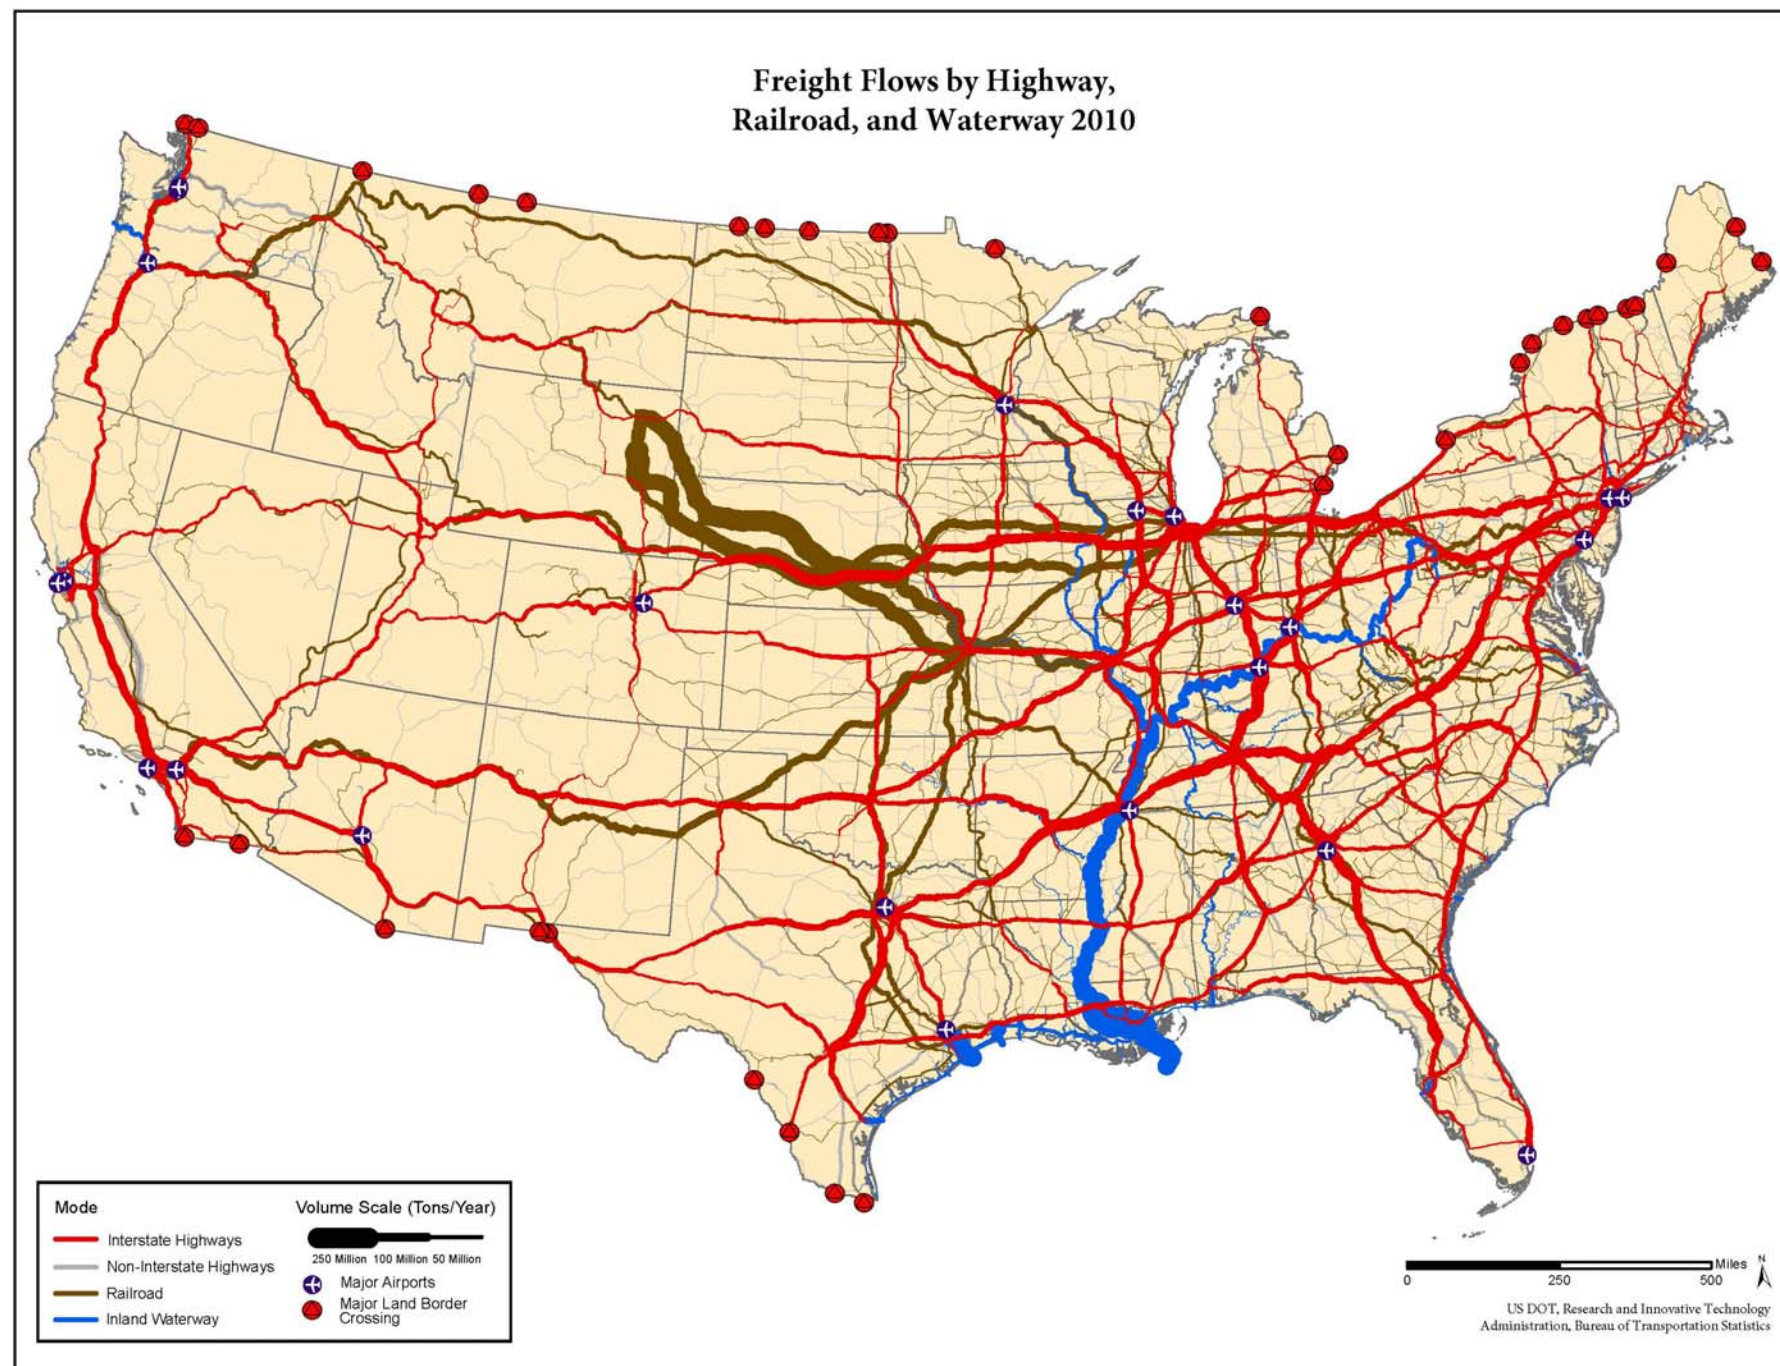 Freight Flows by Highway,
Railroad, and Waterway 2010
Mode
Interstate Highways
Non-Interstate Highways
Railroad
Inland Waterway
Volume Scale (Tons/Year)
250 Million 100 Million 50 Million
Major Airports
Major Land Border
Crossing
N
Miles
0 250 500
US DOT, Research and Innovative Technology
Administration, Bureau of Transportation Statistics